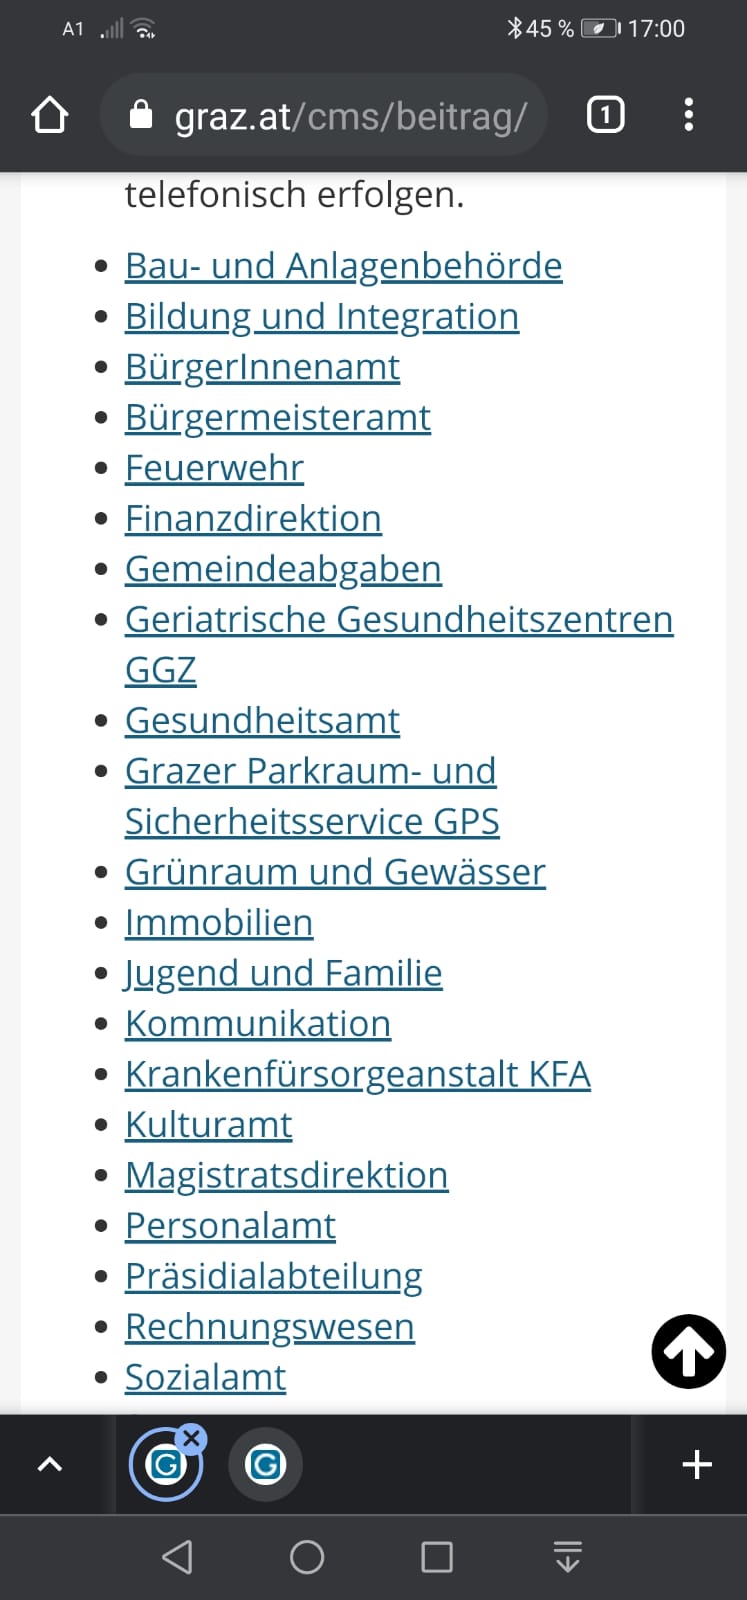 A1
45 %
17:00
graz.at/cms/beitrag/
1
telefonisch erfolgen.
• Bau- und Anlagenbehörde
• Bildung und Integration
• BürgerInnenamt
• Bürgermeisteramt
• Feuerwehr
• Finanzdirektion
• Gemeindeabgaben
• Geriatrische Gesundheitszentren
GGZ
• Gesundheitsamt
• Grazer Parkraum- und
Sicherheitsservice GPS
• Grünraum und Gewässer
• Immobilien
• Jugend und Familie
• Kommunikation
• Krankenfürsorgeanstalt KFA
• Kulturamt
• Magistratsdirektion
• Personalamt
• Präsidialabteilung
• Rechnungswesen
• Sozialamt
G
G